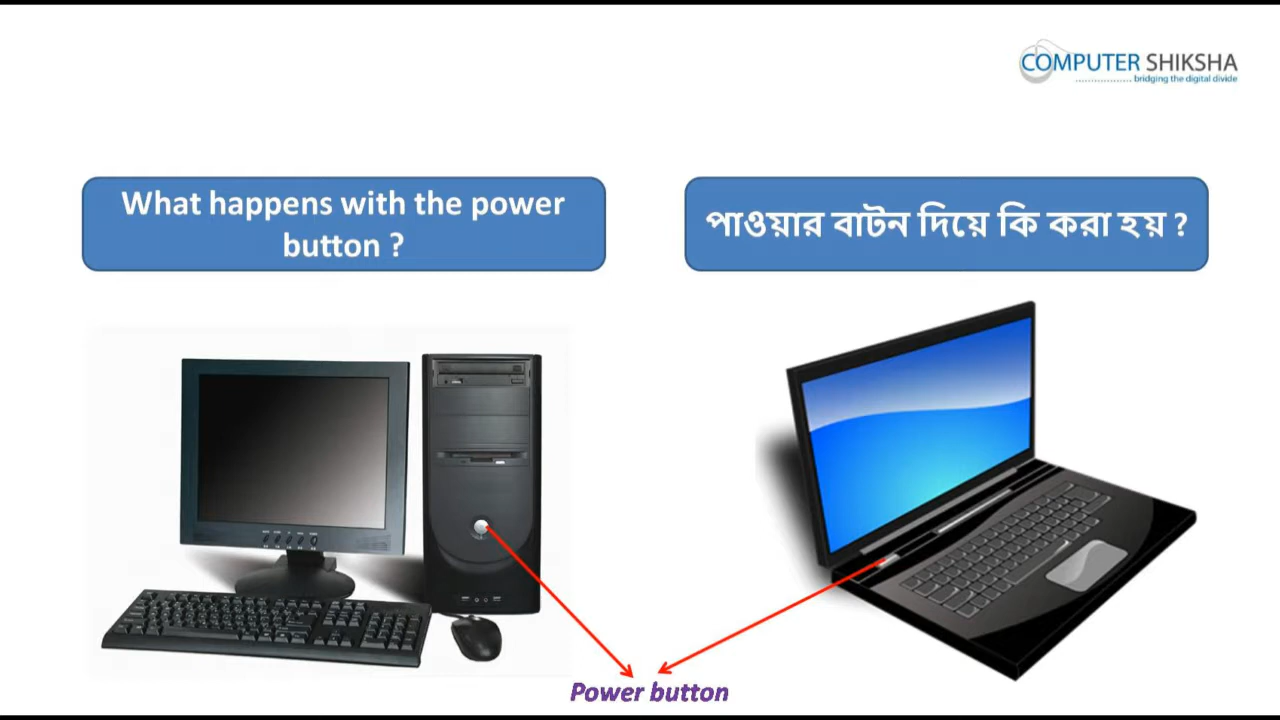 COMPUTER SHIKSHA
bridging the digital divide
What happens with the power
button ?
পাওয়ার বাটন দিয়ে কি করা হয় ?
Power button